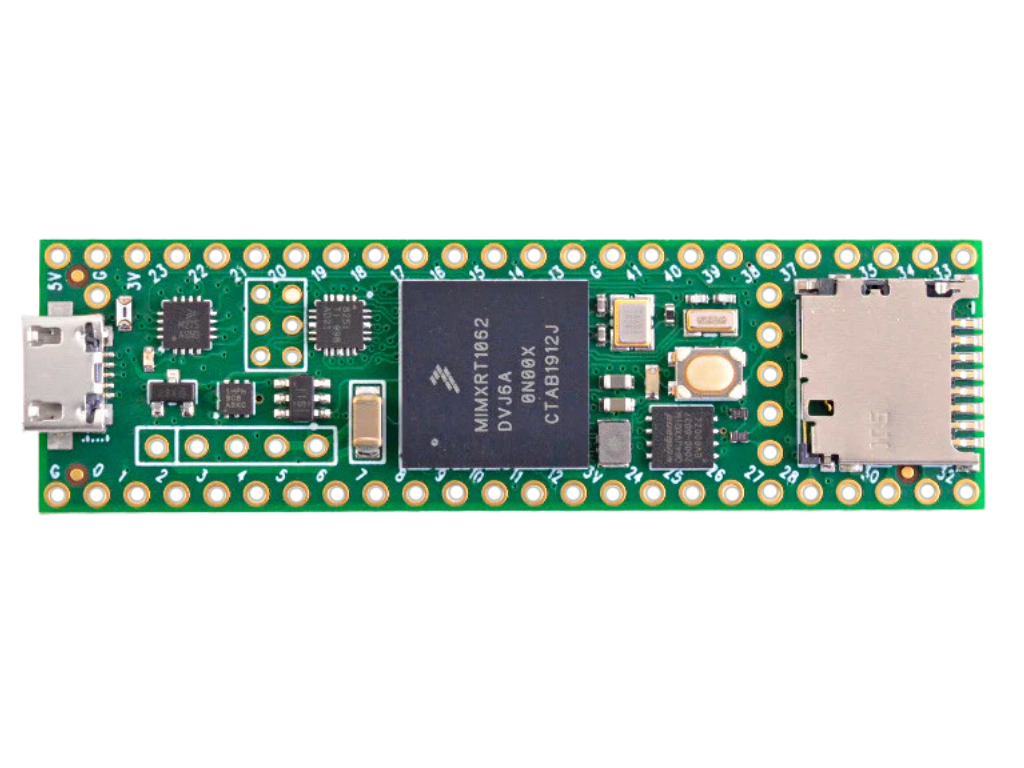 5V G 3V 23 22 21 20 19 18 17 16 15 14 13 G 41 40 39 38 37 35 34 33
MIMXRT1062
DVJ6A
0N00X
CTAB1912J
G 0 1 2 3 4 5 6 7 8 9 10 11 12 3V 24 25 26 27 28 30 32